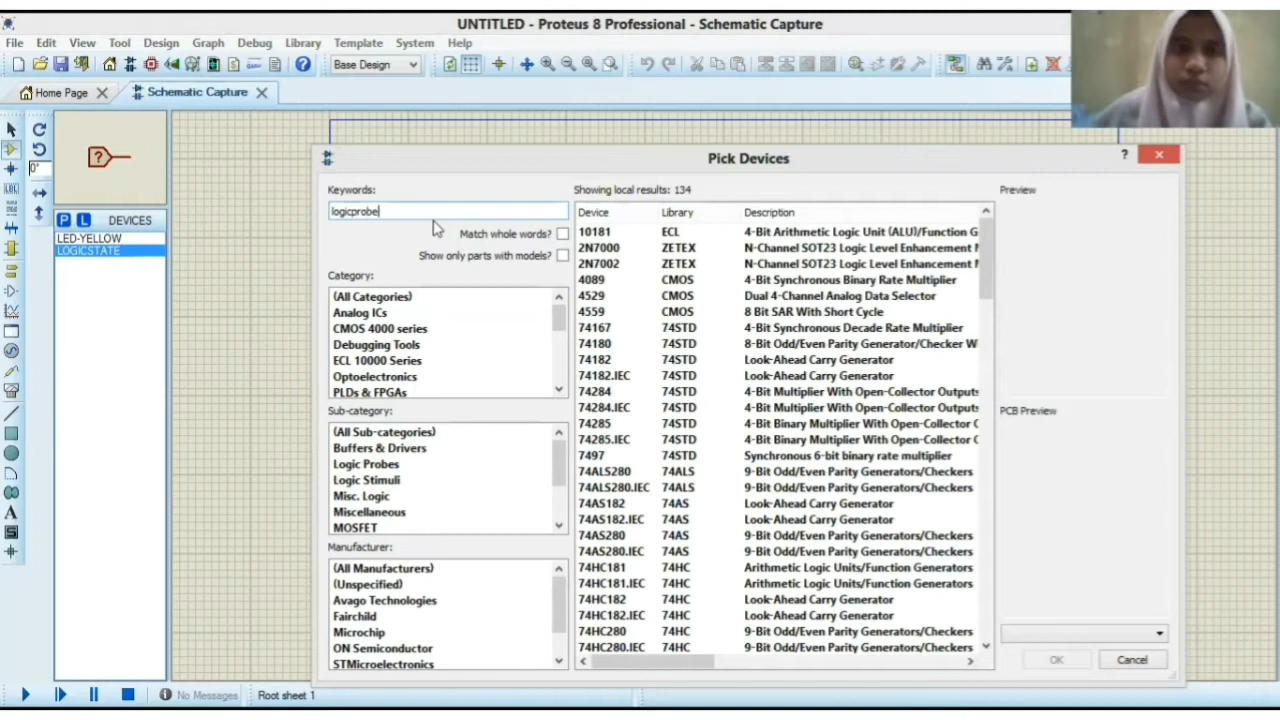 UNTITLED - Proteus 8 Professional - Schematic Capture
File Edit View Tool Design Graph Debug Library Template System Help
Base Design
Home Page Schematic Capture
0°
P L DEVICES
LED-YELLOW
LOGICSTATE
Pick Devices
?
Keywords:
logicprobe
Match whole words?
Show only parts with models?
Category:
(All Categories)
Analog ICs
CMOS 4000 series
Debugging Tools
ECL 10000 Series
Optoelectronics
PLDs & FPGAs
Sub-category:
(All Sub-categories)
Buffers & Drivers
Logic Probes
Logic Stimuli
Misc. Logic
Miscellaneous
MOSFET
Manufacturer:
(All Manufacturers)
(Unspecified)
Avago Technologies
Fairchild
Microchip
ON Semiconductor
STMicroelectronics
Showing local results: 134
Device Library Description
10181 ECL 4-Bit Arithmetic Logic Unit (ALU)/Function G
2N7000 ZETEX N-Channel SOT23 Logic Level Enhancement
2N7002 ZETEX N-Channel SOT23 Logic Level Enhancement
4089 CMOS 4-Bit Synchronous Binary Rate Multiplier
4529 CMOS Dual 4-Channel Analog Data Selector
4559 CMOS 8 Bit SAR With Short Cycle
74167 74STD 4-Bit Synchronous Decade Rate Multiplier
74180 74STD 8-Bit Odd/Even Parity Generator/Checker W
74182 74STD Look-Ahead Carry Generator
74182.IEC 74STD Look-Ahead Carry Generator
74284 74STD 4-Bit Multiplier With Open-Collector Outputs
74284.IEC 74STD 4-Bit Multiplier With Open-Collector Outputs
74285 74STD 4-Bit Binary Multiplier With Open-Collector C
74285.IEC 74STD 4-Bit Binary Multiplier With Open-Collector C
7497 74STD Synchronous 6-bit binary rate multiplier
74ALS280 74ALS 9-Bit Odd/Even Parity Generators/Checkers
74ALS280.IEC 74ALS 9-Bit Odd/Even Parity Generators/Checkers
74AS182 74AS Look-Ahead Carry Generator
74AS182.IEC 74AS Look-Ahead Carry Generator
74AS280 74AS 9-Bit Odd/Even Parity Generators/Checkers
74AS280.IEC 74AS 9-Bit Odd/Even Parity Generators/Checkers
74HC181 74HC Arithmetic Logic Units/Function Generators
74HC181.IEC 74HC Arithmetic Logic Units/Function Generators
74HC182 74HC Look-Ahead Carry Generator
74HC182.IEC 74HC Look-Ahead Carry Generator
74HC280 74HC 9-Bit Odd/Even Parity Generators/Checkers
74HC280.IEC 74HC 9-Bit Odd/Even Parity Generators/Checkers
Preview
PCB Preview
OK Cancel
No Messages Root sheet 1